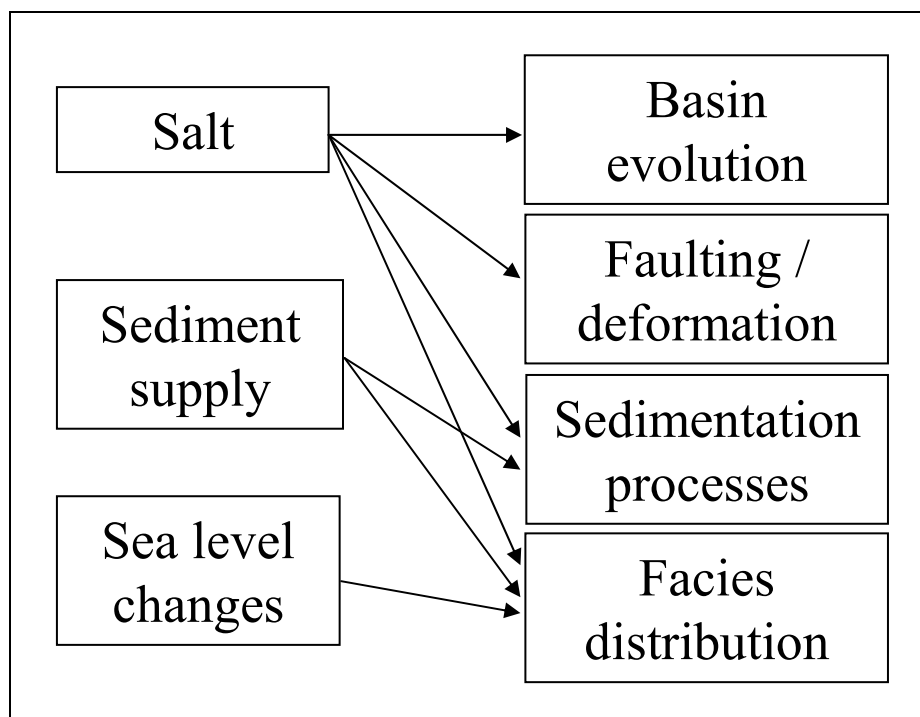 Salt
Sediment
supply
Sea level
changes
Basin
evolution
Faulting /
deformation
Sedimentation
processes
Facies
distribution